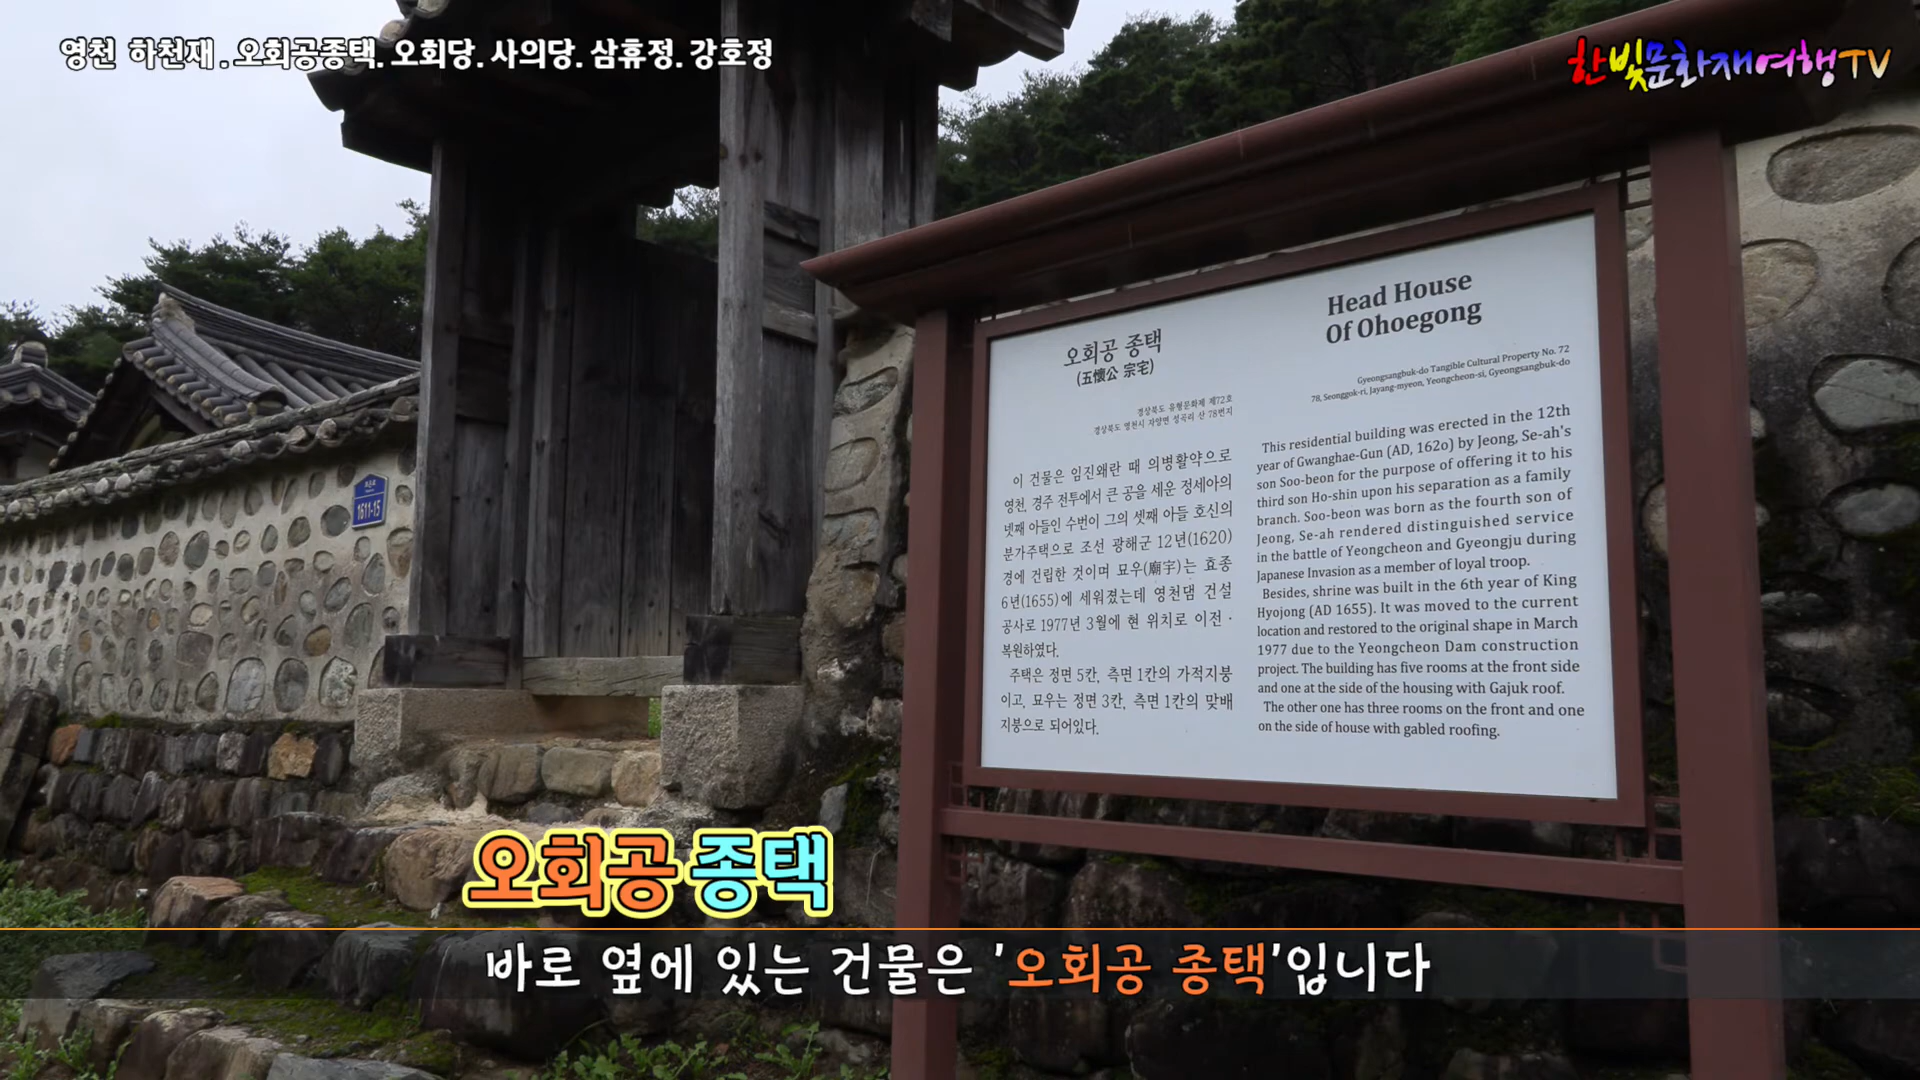 영천 하천재.오회공종택.오회당.사의당.삼휴정.강호정
한빛문화재여행TV
1611-15
오회공 종택
(五懷公 宗宅)
경상북도 유형문화제 제72호
경상북도 영천시 자양면 성곡리 산 78번지
이 건물은 임진왜란 때 의병활약으로
영천, 경주 전투에서 큰 공을 세운 정세아의
넷째 아들인 수번이 그의 셋째 아들 호신의
분가주택으로 조선 광해군 12년(1620)
경에 건립한 것이며 묘우(廟宇)는 효종
6년(1655)에 세워졌는데 영천댐 건설
공사로 1977년 3월에 현 위치로 이전·
복원하였다.
주택은 정면 5칸, 측면 1칸의 가적지붕
이고, 묘우는 정면 3칸, 측면 1칸의 맞배
지붕으로 되어있다.
Head House
Of Ohoegong
Gyeongsangbuk-do Tangible Cultural Property No. 72
78, Seonggok-ri, Jayang-myeon, Yeongcheon-si, Gyeongsangbuk-do
This residential building was erected in the 12th
year of Gwanghae-Gun (AD, 162o) by Jeong, Se-ah's
son Soo-beon for the purpose of offering it to his
third son Ho-shin upon his separation as a family
branch. Soo-beon was born as the fourth son of
Jeong, Se-ah rendered distinguished service
in the battle of Yeongcheon and Gyeongju during
Japanese Invasion as a member of loyal troop.
Besides, shrine was built in the 6th year of King
Hyojong (AD 1655). It was moved to the current
location and restored to the original shape in March
1977 due to the Yeongcheon Dam construction
project. The building has five rooms at the front side
and one at the side of the housing with Gajuk roof.
The other one has three rooms on the front and one
on the side of house with gabled roofing.
오회공 종택
바로 옆에 있는 건물은 '오회공 종택'입니다